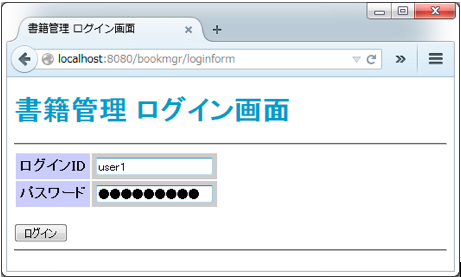 書籍管理 ログイン画面
localhost:8080/bookmgr/loginform
書籍管理 ログイン画面
ログインID user1
パスワード ●●●●●●●●●
ログイン